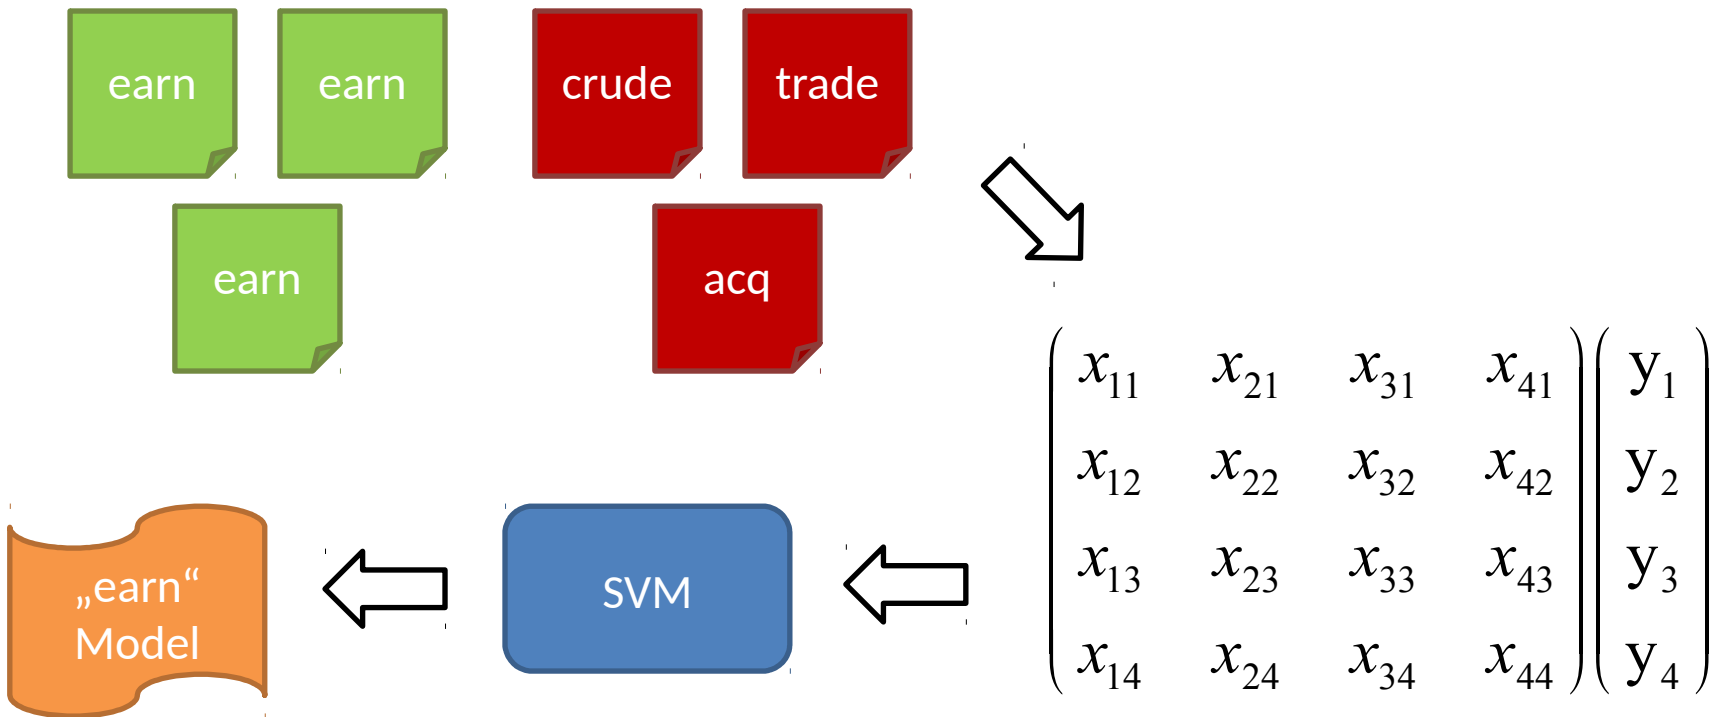 earn earn crude trade
earn acq
x11 x21 x31 x41 y1
x12 x22 x32 x42 y2
x13 x23 x33 x43 y3
x14 x24 x34 x44 y4
„earn“
Model
SVM